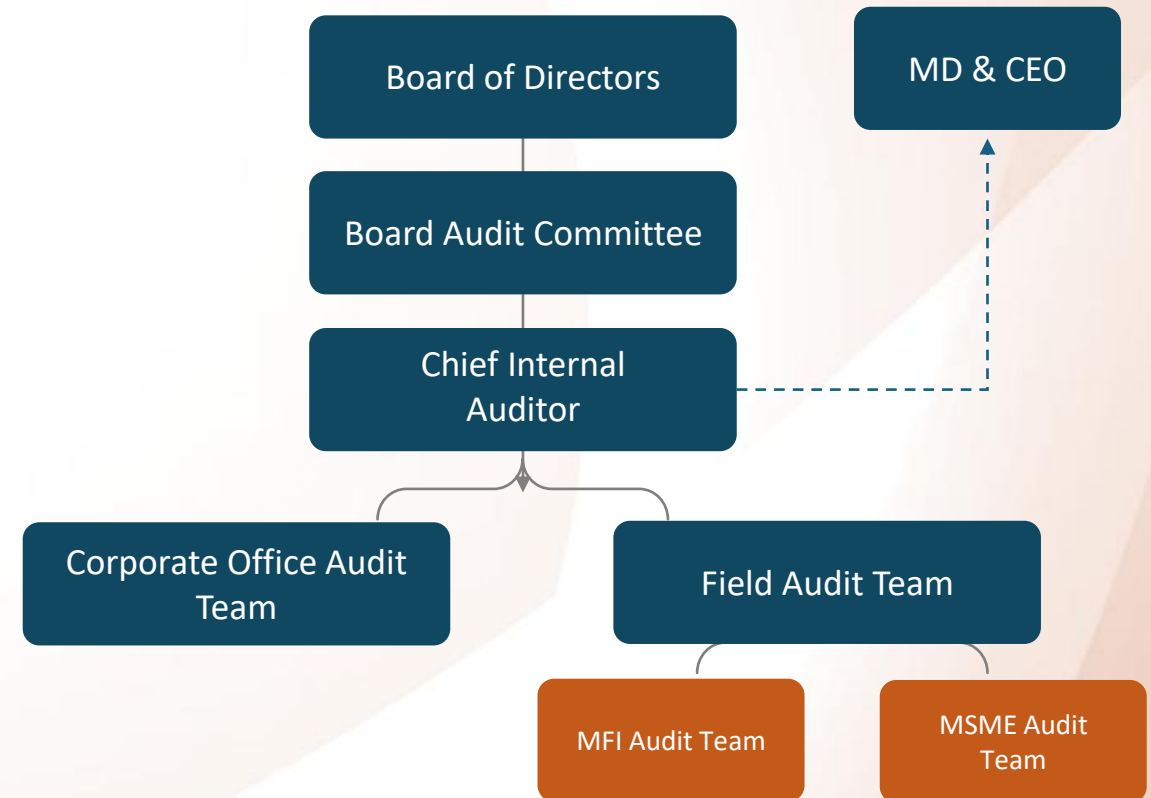 Board of Directors
MD & CEO
Board Audit Committee
Chief Internal
Auditor
Corporate Office Audit
Team
Field Audit Team
MFI Audit Team
MSME Audit
Team